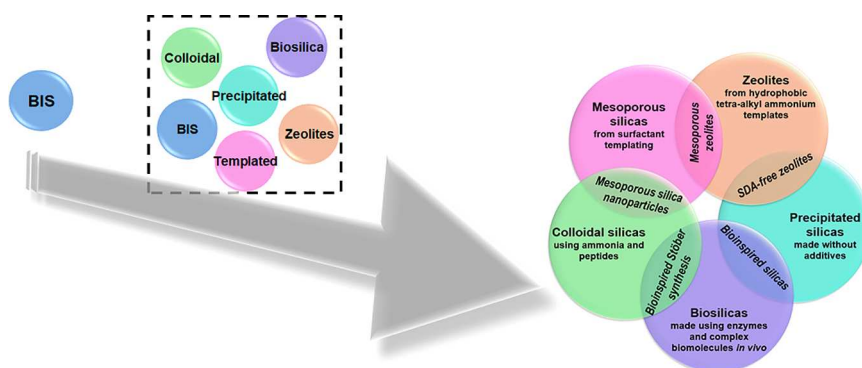 BIS
Colloidal
Biosilica
Precipitated
BIS
Zeolites
Templated
Zeolites
from hydrophobic
tetra-alkyl ammonium
templates
Mesoporous
silicas
from surfactant
templating
Mesoporous
zeolites
SDA-free zeolites
Mesoporous silica
nanoparticles
Precipitated
silicas
made without
additives
Colloidal silicas
using ammonia and
peptides
Bioinspired Stöber
synthesis
Bioinspired silicas
Biosilicas
made using enzymes
and complex
biomolecules in vivo